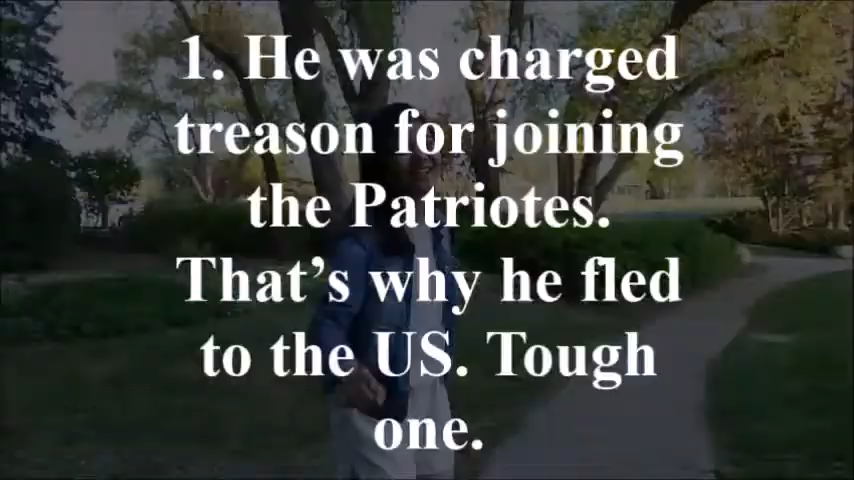 1. He was charged
treason for joining
the Patriotes.
That’s why he fled
to the US. Tough
one.